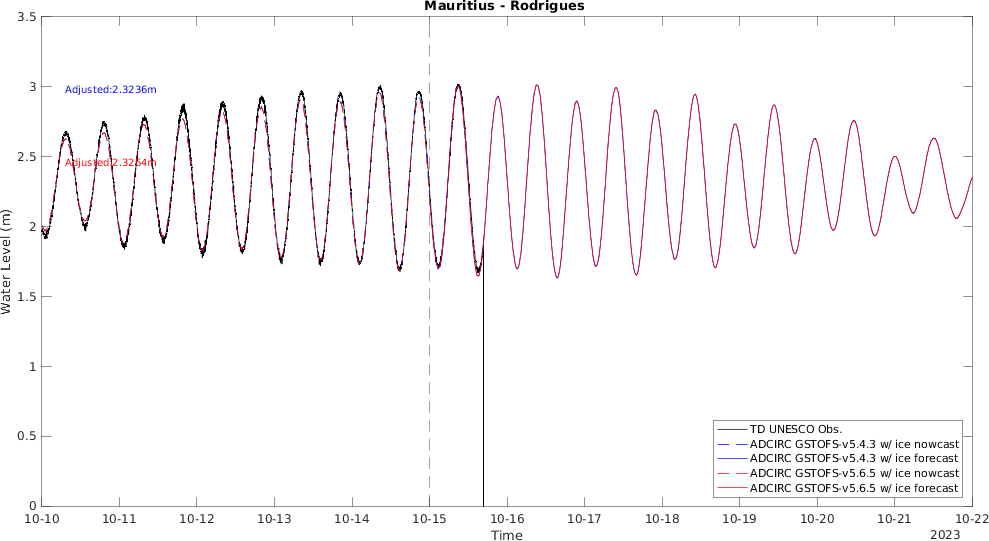 Mauritius - Rodrigues
3.5
3
2.5
2
1.5
1
0.5
0
Water Level (m)
Adjusted:2.3236m
Adjusted:2.3264m
TD UNESCO Obs.
ADCIRC GSTOFS-v5.4.3 w/ ice nowcast
ADCIRC GSTOFS-v5.4.3 w/ ice forecast
ADCIRC GSTOFS-v5.6.5 w/ ice nowcast
ADCIRC GSTOFS-v5.6.5 w/ ice forecast
10-10 10-11 10-12 10-13 10-14 10-15 10-16 10-17 10-18 10-19 10-20 10-21 10-22
Time
2023